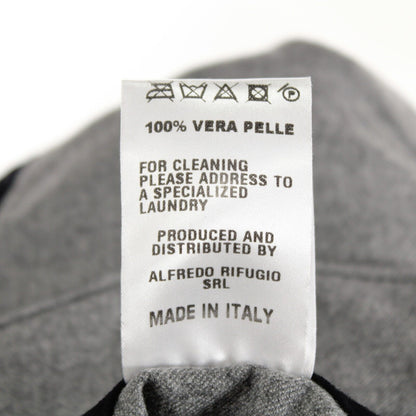 P
100% VERA PELLE
FOR CLEANING
PLEASE ADDRESS TO
A SPECIALIZED
LAUNDRY
PRODUCED AND
DISTRIBUTED BY
ALFREDO RIFUGIO
SRL
MADE IN ITALY